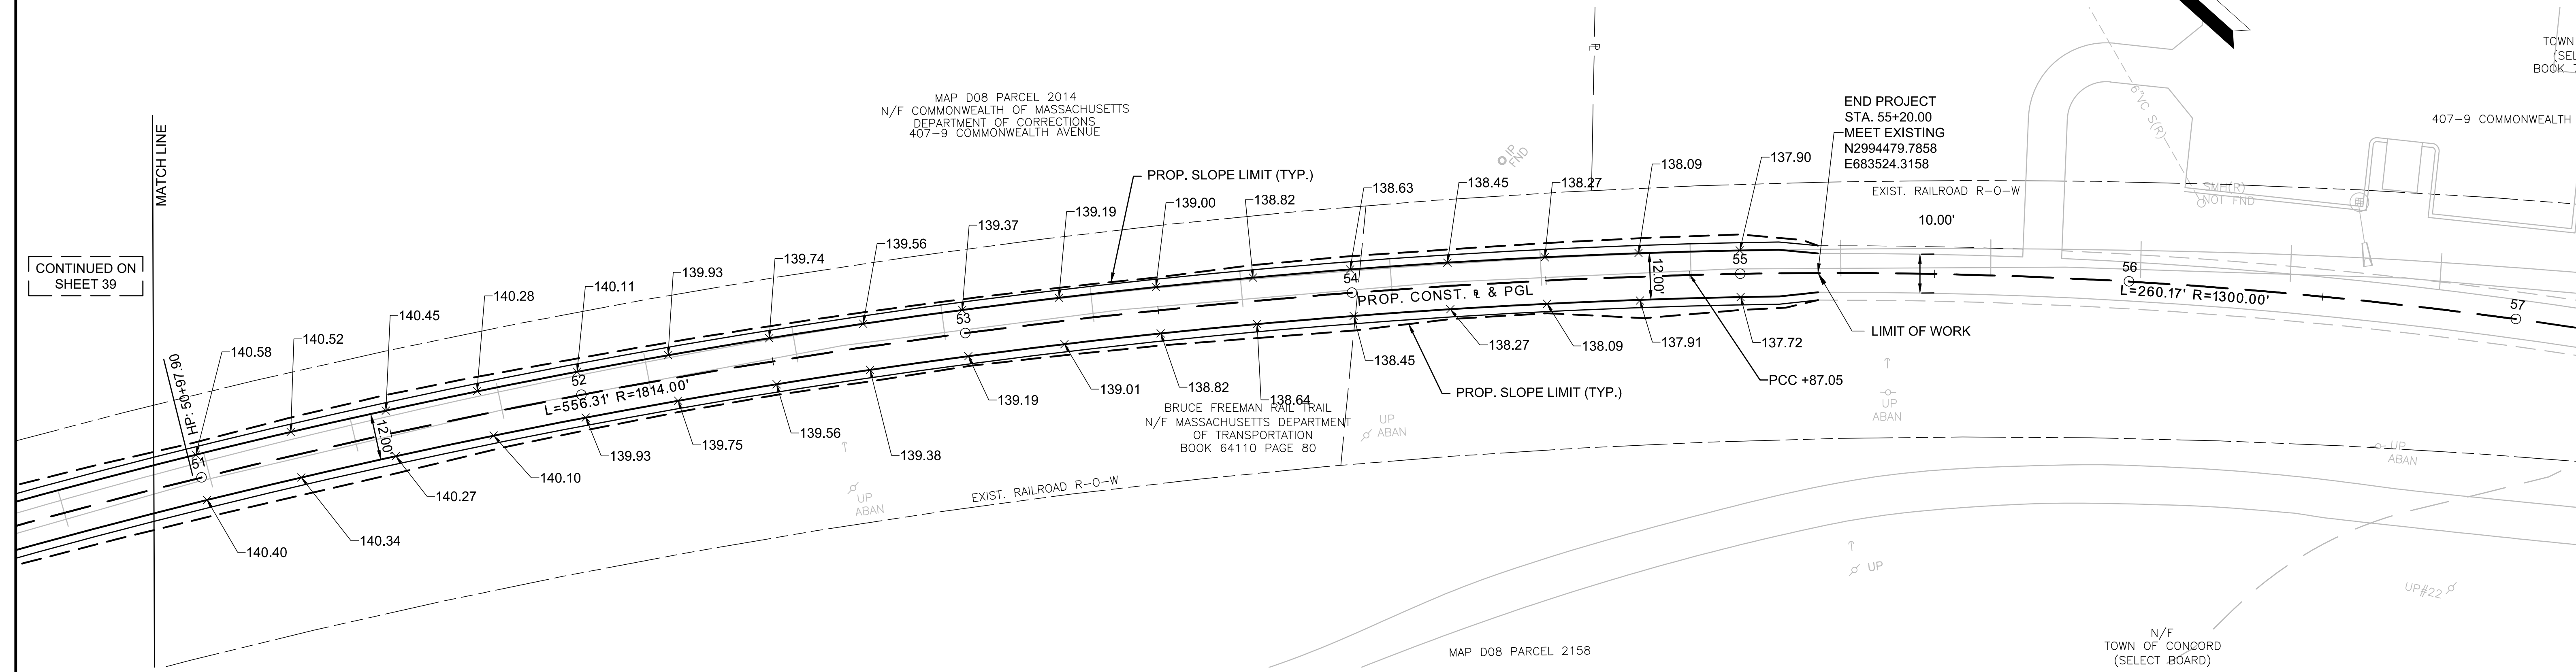 MATCH LINE
CONTINUED ON
SHEET 39
MAP D08 PARCEL 2014
N/F COMMONWEALTH OF MASSACHUSETTS
DEPARTMENT OF CORRECTIONS
407-9 COMMONWEALTH AVENUE
PROP. SLOPE LIMIT (TYP.)
IP
FND
END PROJECT
STA. 55+20.00
MEET EXISTING
N2994479.7858
E683524.3158
EXIST. RAILROAD R-O-W
10.00'
6"VC S(R)
SMH(R)
NOT FND
TOWN
(SEL
BOOK 7
407-9 COMMONWEALTH
HP: 50+97.90
140.58
140.52
140.45
140.28
140.11
139.93
139.74
139.56
139.37
139.19
139.00
138.82
138.63
138.45
138.27
138.09
137.90
51
52
53
54
55
56
57
12.00'
L=556.31' R=1814.00'
PROP. CONST. ℄ & PGL
12.00'
L=260.17' R=1300.00'
140.40
140.34
140.27
140.10
139.93
139.75
139.56
139.38
139.19
139.01
138.82
138.64
138.45
138.27
138.09
137.91
137.72
PCC +87.05
LIMIT OF WORK
PROP. SLOPE LIMIT (TYP.)
BRUCE FREEMAN RAIL TRAIL
N/F MASSACHUSETTS DEPARTMENT
OF TRANSPORTATION
BOOK 64110 PAGE 80
UP
ABAN
UP
ABAN
UP
ABAN
UP
ABAN
EXIST. RAILROAD R-O-W
UP
UP#22
MAP D08 PARCEL 2158
N/F
TOWN OF CONCORD
(SELECT BOARD)